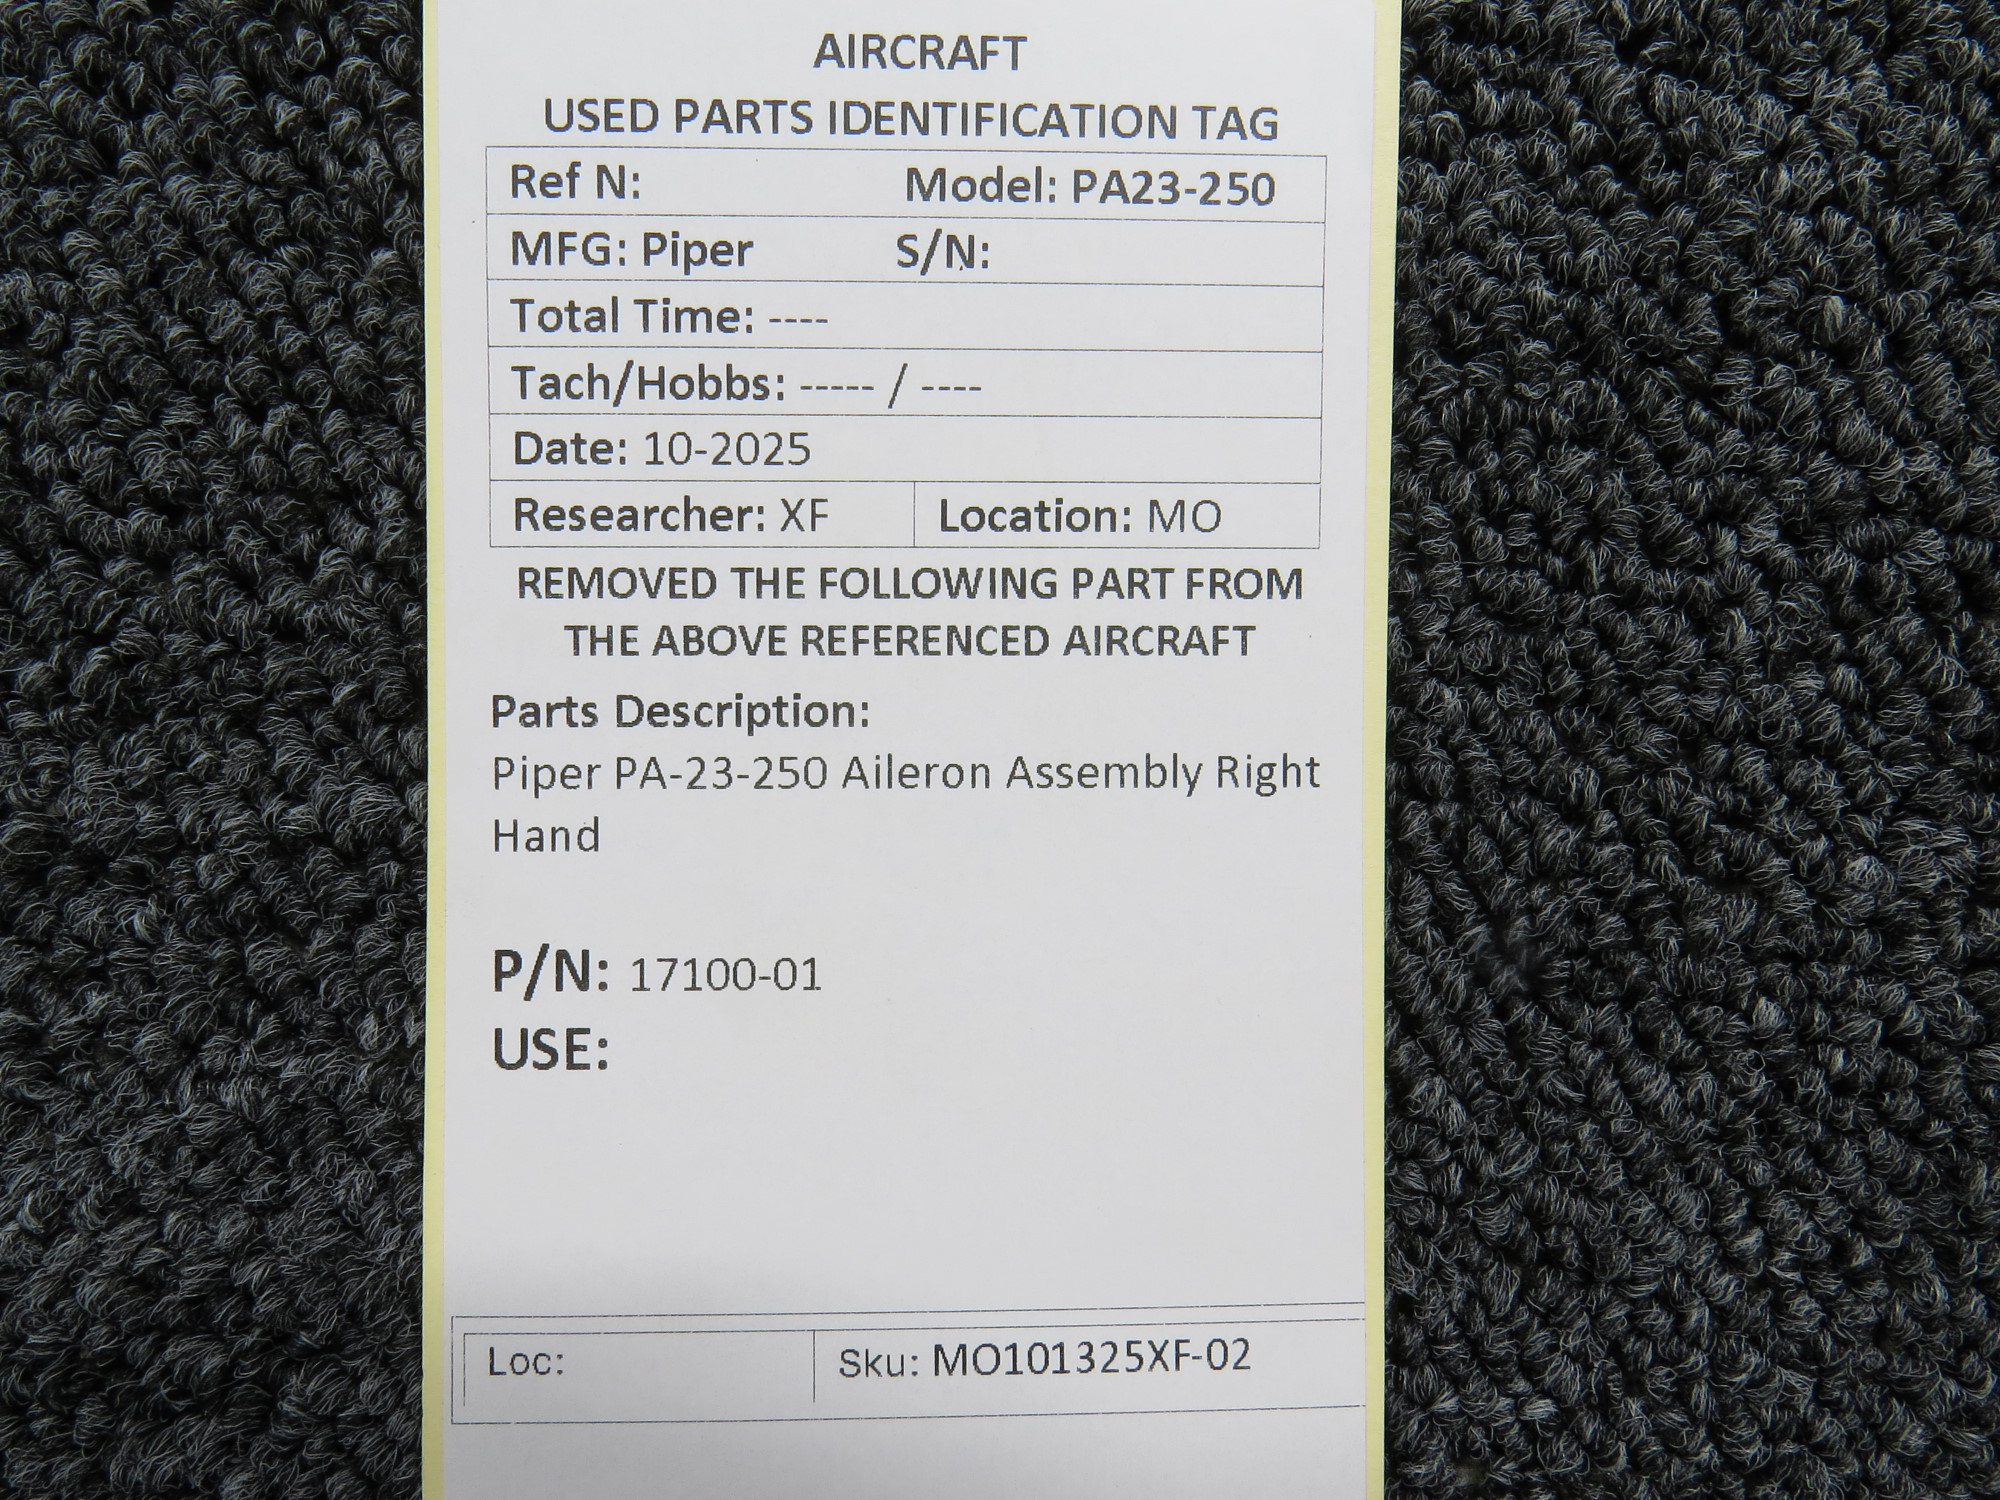 AIRCRAFT
USED PARTS IDENTIFICATION TAG
Ref N: Model: PA23-250
MFG: Piper S/N:
Total Time: ----
Tach/Hobbs: ----- / ----
Date: 10-2025
Researcher: XF Location: MO
REMOVED THE FOLLOWING PART FROM
THE ABOVE REFERENCED AIRCRAFT
Parts Description:
Piper PA-23-250 Aileron Assembly Right
Hand
P/N: 17100-01
USE:
Loc: Sku: MO101325XF-02